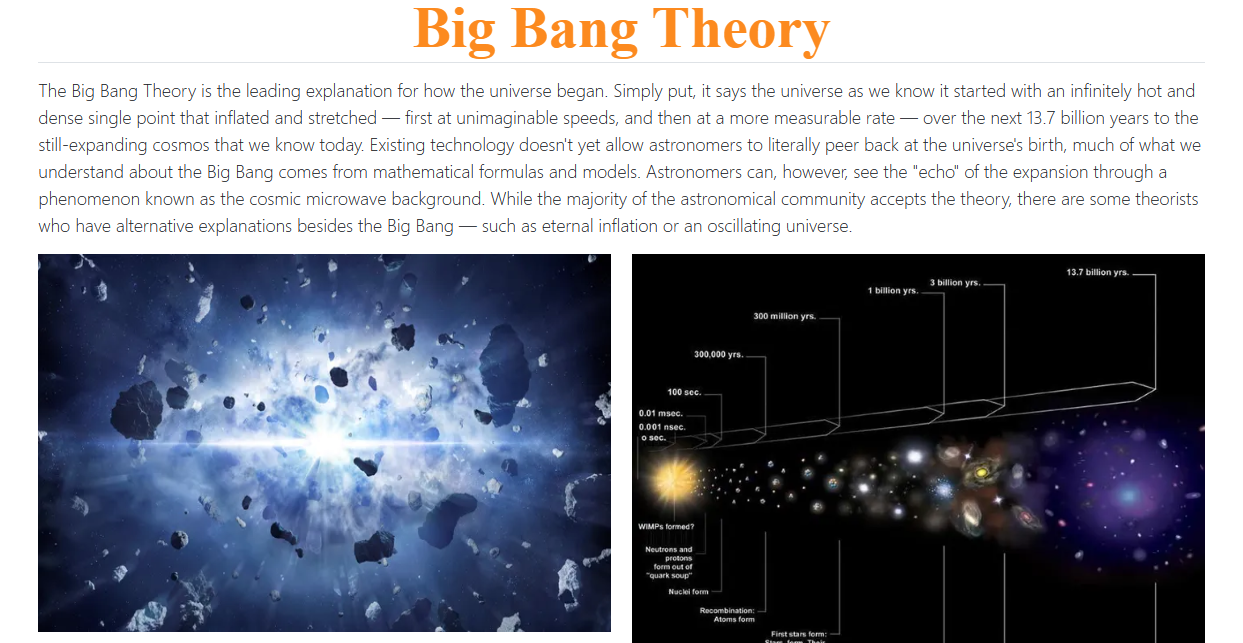 Big Bang Theory
The Big Bang Theory is the leading explanation for how the universe began. Simply put, it says the universe as we know it started with an infinitely hot and
dense single point that inflated and stretched — first at unimaginable speeds, and then at a more measurable rate — over the next 13.7 billion years to the
still-expanding cosmos that we know today. Existing technology doesn't yet allow astronomers to literally peer back at the universe's birth, much of what we
understand about the Big Bang comes from mathematical formulas and models. Astronomers can, however, see the "echo" of the expansion through a
phenomenon known as the cosmic microwave background. While the majority of the astronomical community accepts the theory, there are some theorists
who have alternative explanations besides the Big Bang — such as eternal inflation or an oscillating universe.
13.7 billion yrs.
3 billion yrs.
1 billion yrs.
300 million yrs.
300,000 yrs.
100 sec.
0.01 msec.
0.001 nsec.
o sec.
WIMPs formed?
Neutrons and
protons
form out of
"quark soup"
Nuclei form
Recombination:
Atoms form
First stars form:
Stars form. Their